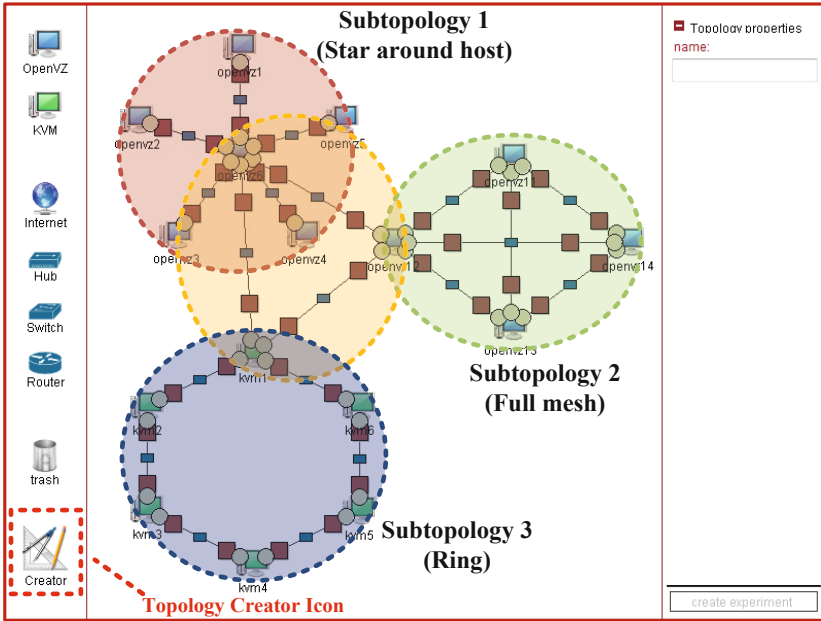 OpenVZ
KVM
Internet
Hub
Switch
Router
trash
Creator
Topology Creator Icon
Subtopology 1
(Star around host)
openvz1
openvz2
openvz5
openvz6
openvz3
openvz4
openvz12
openvz11
openvz14
openvz13
Subtopology 2
(Full mesh)
kvm1
kvm2
kvm6
kvm3
kvm5
kvm4
Subtopology 3
(Ring)
Topology properties
name:
create experiment